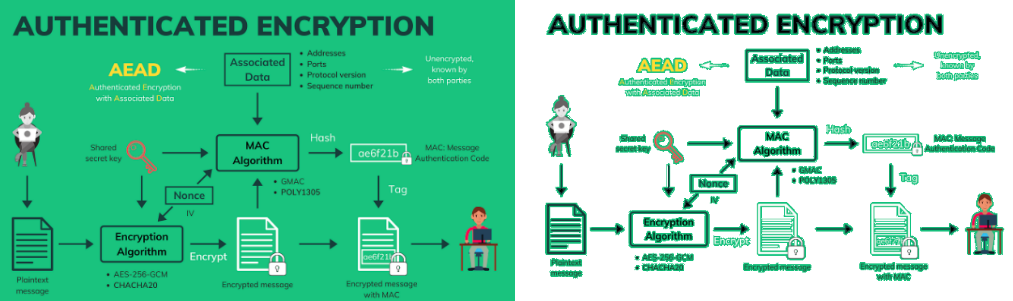 AUTHENTICATED ENCRYPTION
AEAD
Authenticated Encryption
with Associated Data
Associated
Data
• Addresses
• Ports
• Protocol version
• Sequence number
Unencrypted,
known by
both parties
Shared
secret key
MAC
Algorithm
Hash
ae6f21b
MAC: Message
Authentication Code
• GMAC
• POLY1305
Tag
Nonce
IV
Encryption
Algorithm
Encrypt
ae6f21b
• AES-256-GCM
• CHACHA20
Plaintext
message
Encrypted message
Encrypted message
with MAC
AUTHENTICATED ENCRYPTION
AEAD
Authenticated Encryption
with Associated Data
Associated
Data
• Addresses
• Ports
• Protocol version
• Sequence number
Unencrypted,
known by
both parties
Shared
secret key
MAC
Algorithm
Hash
ae6f21b
MAC: Message
Authentication Code
• GMAC
• POLY1305
Tag
Nonce
IV
Encryption
Algorithm
Encrypt
• AES-256-GCM
• CHACHA20
Plaintext
message
Encrypted message
Encrypted message
with MAC